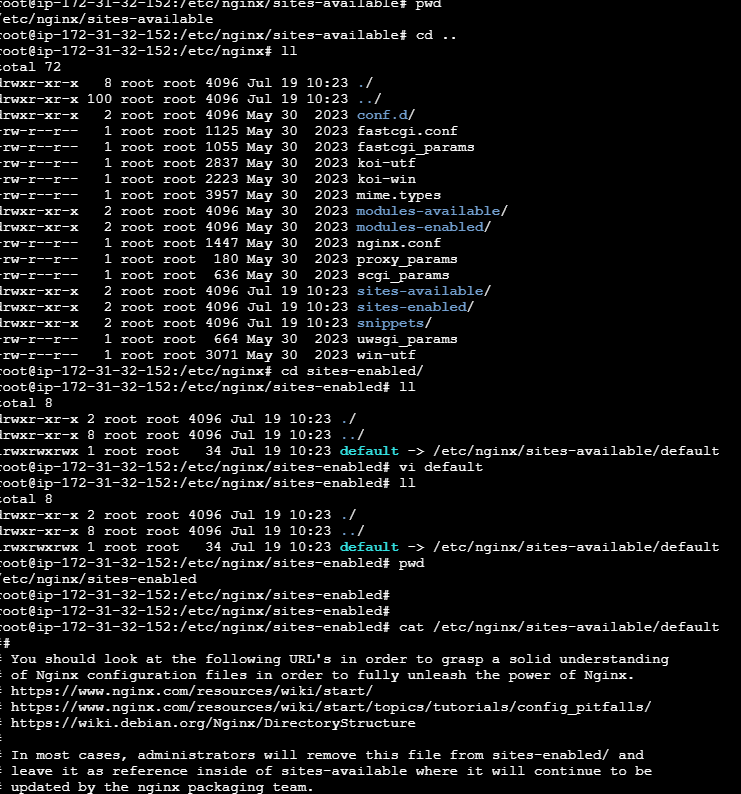 root@ip-172-31-32-152:/etc/nginx/sites-available# pwd
/etc/nginx/sites-available
root@ip-172-31-32-152:/etc/nginx/sites-available# cd ..
root@ip-172-31-32-152:/etc/nginx# ll
total 72
drwxr-xr-x   8 root root 4096 Jul 19 10:23 ./
drwxr-xr-x 100 root root 4096 Jul 19 10:23 ../
drwxr-xr-x   2 root root 4096 May 30  2023 conf.d/
-rw-r--r--   1 root root 1125 May 30  2023 fastcgi.conf
-rw-r--r--   1 root root 1055 May 30  2023 fastcgi_params
-rw-r--r--   1 root root 2837 May 30  2023 koi-utf
-rw-r--r--   1 root root 2223 May 30  2023 koi-win
-rw-r--r--   1 root root 3957 May 30  2023 mime.types
drwxr-xr-x   2 root root 4096 May 30  2023 modules-available/
drwxr-xr-x   2 root root 4096 May 30  2023 modules-enabled/
-rw-r--r--   1 root root 1447 May 30  2023 nginx.conf
-rw-r--r--   1 root root  180 May 30  2023 proxy_params
-rw-r--r--   1 root root  636 May 30  2023 scgi_params
drwxr-xr-x   2 root root 4096 Jul 19 10:23 sites-available/
drwxr-xr-x   2 root root 4096 Jul 19 10:23 sites-enabled/
drwxr-xr-x   2 root root 4096 Jul 19 10:23 snippets/
-rw-r--r--   1 root root  664 May 30  2023 uwsgi_params
-rw-r--r--   1 root root 3071 May 30  2023 win-utf
root@ip-172-31-32-152:/etc/nginx# cd sites-enabled/
root@ip-172-31-32-152:/etc/nginx/sites-enabled# ll
total 8
drwxr-xr-x 2 root root 4096 Jul 19 10:23 ./
drwxr-xr-x 8 root root 4096 Jul 19 10:23 ../
lrwxrwxrwx 1 root root   34 Jul 19 10:23 default -> /etc/nginx/sites-available/default
root@ip-172-31-32-152:/etc/nginx/sites-enabled# vi default
root@ip-172-31-32-152:/etc/nginx/sites-enabled# ll
total 8
drwxr-xr-x 2 root root 4096 Jul 19 10:23 ./
drwxr-xr-x 8 root root 4096 Jul 19 10:23 ../
lrwxrwxrwx 1 root root   34 Jul 19 10:23 default -> /etc/nginx/sites-available/default
root@ip-172-31-32-152:/etc/nginx/sites-enabled# pwd
/etc/nginx/sites-enabled
root@ip-172-31-32-152:/etc/nginx/sites-enabled#
root@ip-172-31-32-152:/etc/nginx/sites-enabled#
root@ip-172-31-32-152:/etc/nginx/sites-enabled# cat /etc/nginx/sites-available/default
##
# You should look at the following URL's in order to grasp a solid understanding
# of Nginx configuration files in order to fully unleash the power of Nginx.
# https://www.nginx.com/resources/wiki/start/
# https://www.nginx.com/resources/wiki/start/topics/tutorials/config_pitfalls/
# https://wiki.debian.org/Nginx/DirectoryStructure
#
# In most cases, administrators will remove this file from sites-enabled/ and
# leave it as reference inside of sites-available where it will continue to be
# updated by the nginx packaging team.